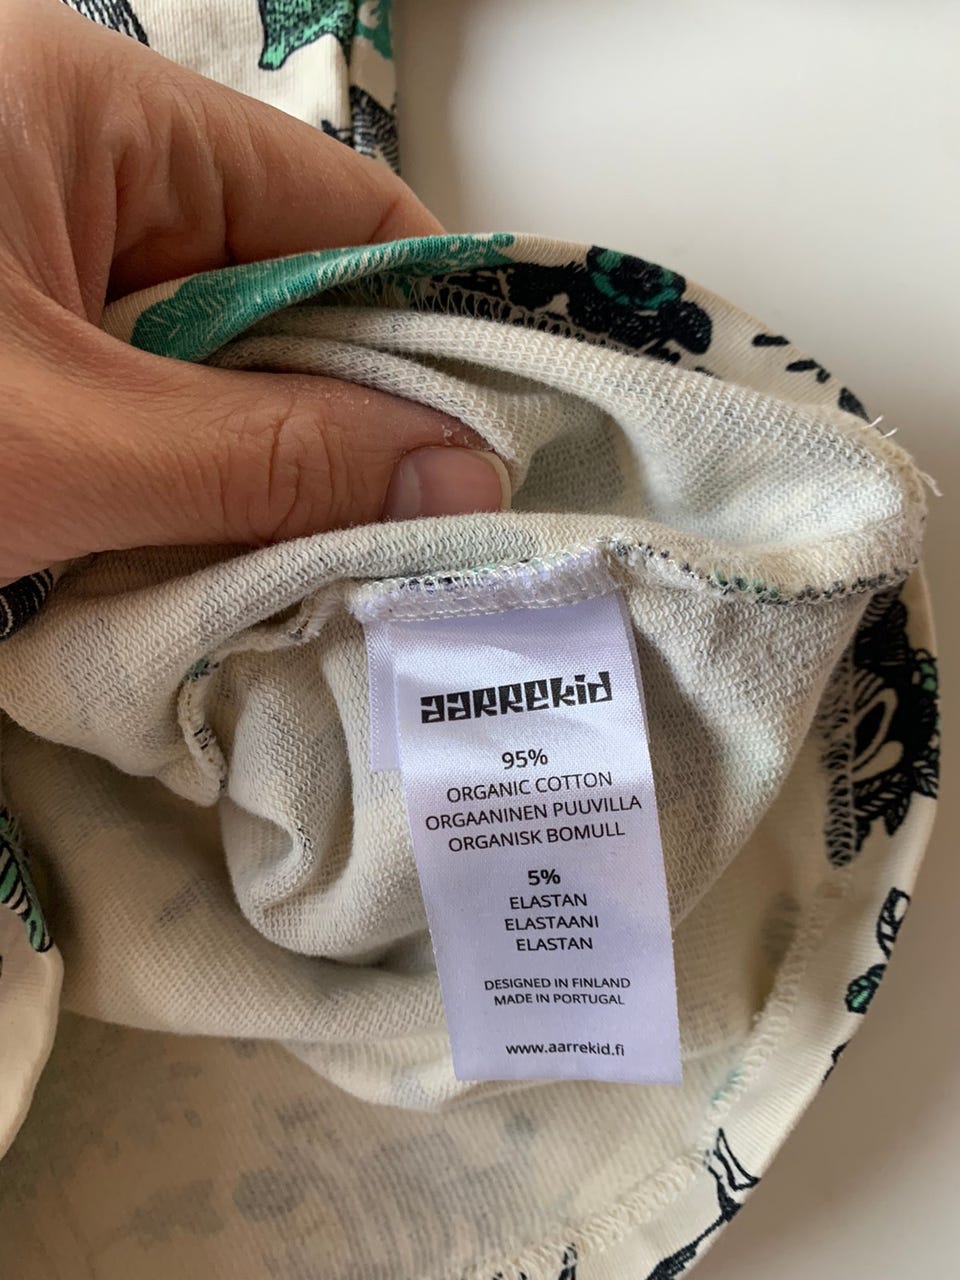 aarrekid
95%
ORGANIC COTTON
ORGAANINEN PUUVILLA
ORGANISK BOMULL
5%
ELASTAN
ELASTAANI
ELASTAN
DESIGNED IN FINLAND
MADE IN PORTUGAL
www.aarrekid.fi